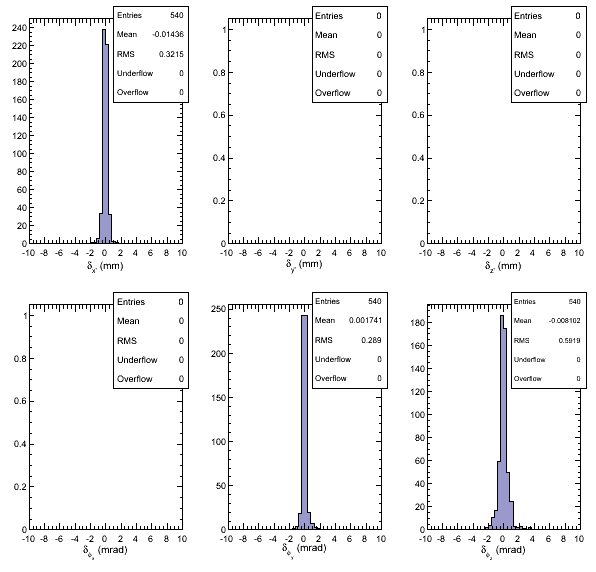 Entries 540
Mean -0.01436
RMS 0.3215
Underflow 0
Overflow 0
240
220
200
180
160
140
120
100
80
60
40
20
0
-10 -8 -6 -4 -2 0 2 4 6 8 10
δx' (mm)
Entries 0
Mean 0
RMS 0
Underflow 0
Overflow 0
1
0.8
0.6
0.4
0.2
0
-10 -8 -6 -4 -2 0 2 4 6 8 10
δy' (mm)
Entries 0
Mean 0
RMS 0
Underflow 0
Overflow 0
1
0.8
0.6
0.4
0.2
0
-10 -8 -6 -4 -2 0 2 4 6 8 10
δz' (mm)
Entries 0
Mean 0
RMS 0
Underflow 0
Overflow 0
1
0.8
0.6
0.4
0.2
0
-10 -8 -6 -4 -2 0 2 4 6 8 10
δφx (mrad)
Entries 540
Mean 0.001741
RMS 0.289
Underflow 0
Overflow 0
250
200
150
100
50
0
-10 -8 -6 -4 -2 0 2 4 6 8 10
δφy (mrad)
Entries 540
Mean -0.008102
RMS 0.5919
Underflow 0
Overflow 0
180
160
140
120
100
80
60
40
20
0
-10 -8 -6 -4 -2 0 2 4 6 8 10
δφz (mrad)